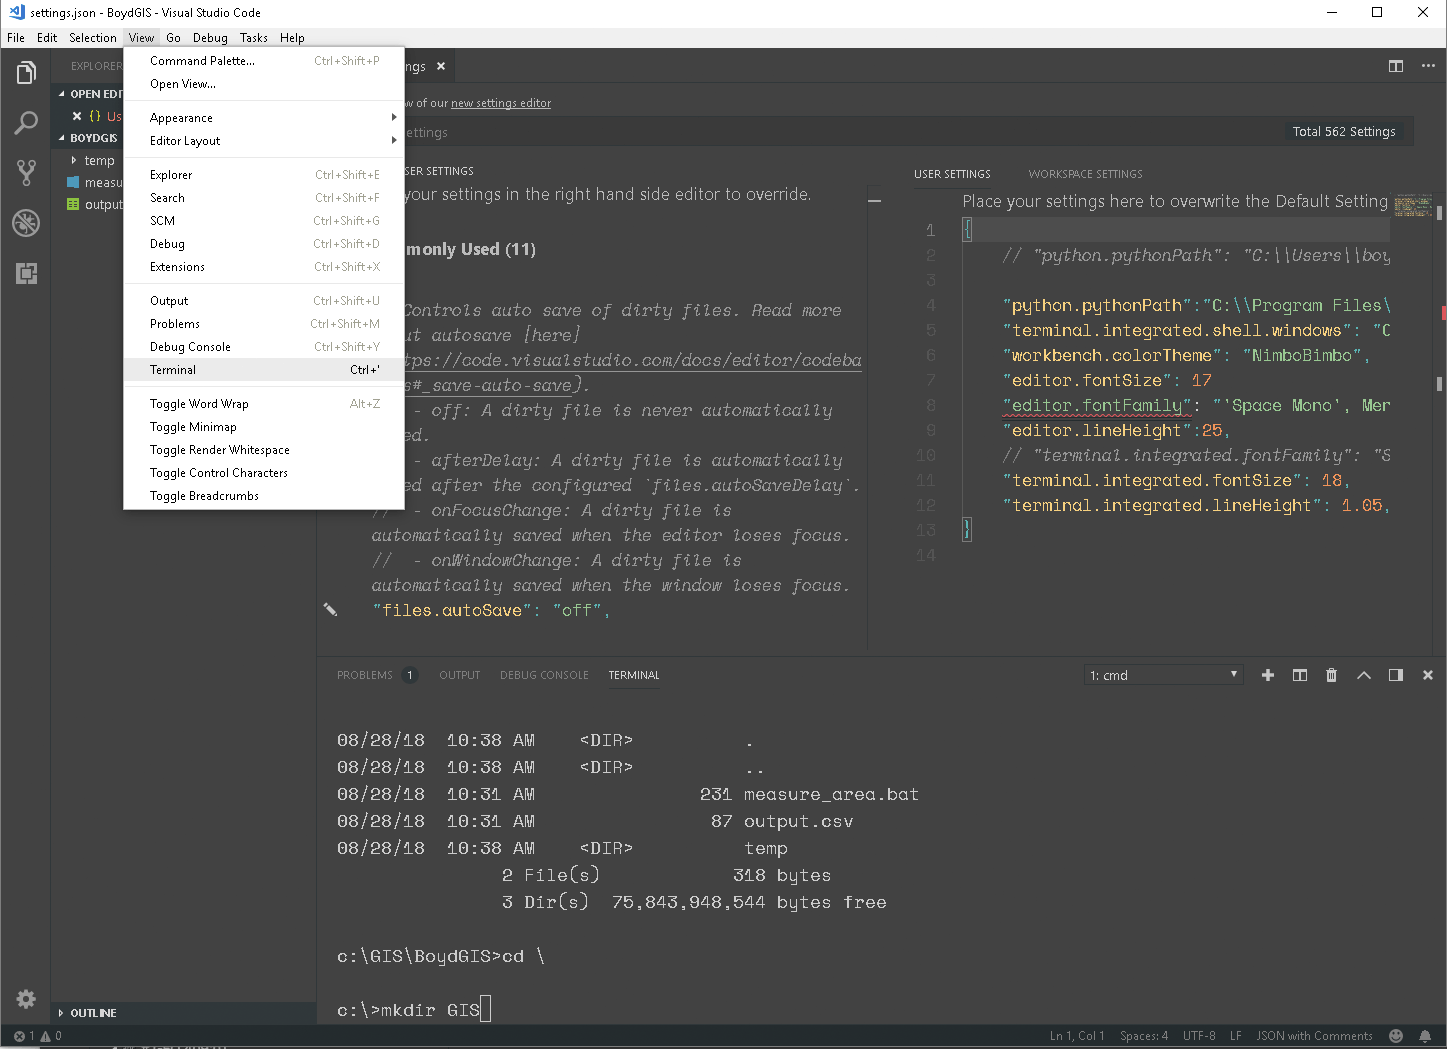 settings.json - BoydGIS - Visual Studio Code
File Edit Selection View Go Debug Tasks Help
EXPLORER
OPEN EDI
{} Us
BOYDGIS
temp
measu
output
Command Palette... Ctrl+Shift+P
Open View...
Appearance
Editor Layout
Explorer Ctrl+Shift+E
Search Ctrl+Shift+F
SCM Ctrl+Shift+G
Debug Ctrl+Shift+D
Extensions Ctrl+Shift+X
Output Ctrl+Shift+U
Problems Ctrl+Shift+M
Debug Console Ctrl+Shift+Y
Terminal Ctrl+'
Toggle Word Wrap Alt+Z
Toggle Minimap
Toggle Render Whitespace
Toggle Control Characters
Toggle Breadcrumbs
ngs
w of our new settings editor
ettings
Total 562 Settings
SER SETTINGS
your settings in the right hand side editor to override.
monly Used (11)
Controls auto save of dirty files. Read more
ut autosave [here]
tps://code.visualstudio.com/docs/editor/codeba
s#_save-auto-save).
- off: A dirty file is never automatically
ed.
- afterDelay: A dirty file is automatically
ed after the configured `files.autoSaveDelay`.
// - onFocusChange: A dirty file is
automatically saved when the editor loses focus.
// - onWindowChange: A dirty file is
automatically saved when the window loses focus.
"files.autoSave": "off",
USER SETTINGS WORKSPACE SETTINGS
Place your settings here to overwrite the Default Setting
1 {
2 // "python.pythonPath": "C:\\Users\\boy
3
4 "python.pythonPath":"C:\\Program Files\
5 "terminal.integrated.shell.windows": "C
6 "workbench.colorTheme": "NimboBimbo",
7 "editor.fontSize": 17
8 "editor.fontFamily": "'Space Mono', Mer
9 "editor.lineHeight":25,
10 // "terminal.integrated.fontFamily": "S
11 "terminal.integrated.fontSize": 18,
12 "terminal.integrated.lineHeight": 1.05,
13 }
14
PROBLEMS 1 OUTPUT DEBUG CONSOLE TERMINAL
1: cmd
08/28/18 10:38 AM <DIR> .
08/28/18 10:38 AM <DIR> ..
08/28/18 10:31 AM 231 measure_area.bat
08/28/18 10:31 AM 87 output.csv
08/28/18 10:38 AM <DIR> temp
2 File(s) 318 bytes
3 Dir(s) 75,843,948,544 bytes free
c:\GIS\BoydGIS>cd \
c:\>mkdir GIS
OUTLINE
1 0
Ln 1, Col 1 Spaces: 4 UTF-8 LF JSON with Comments